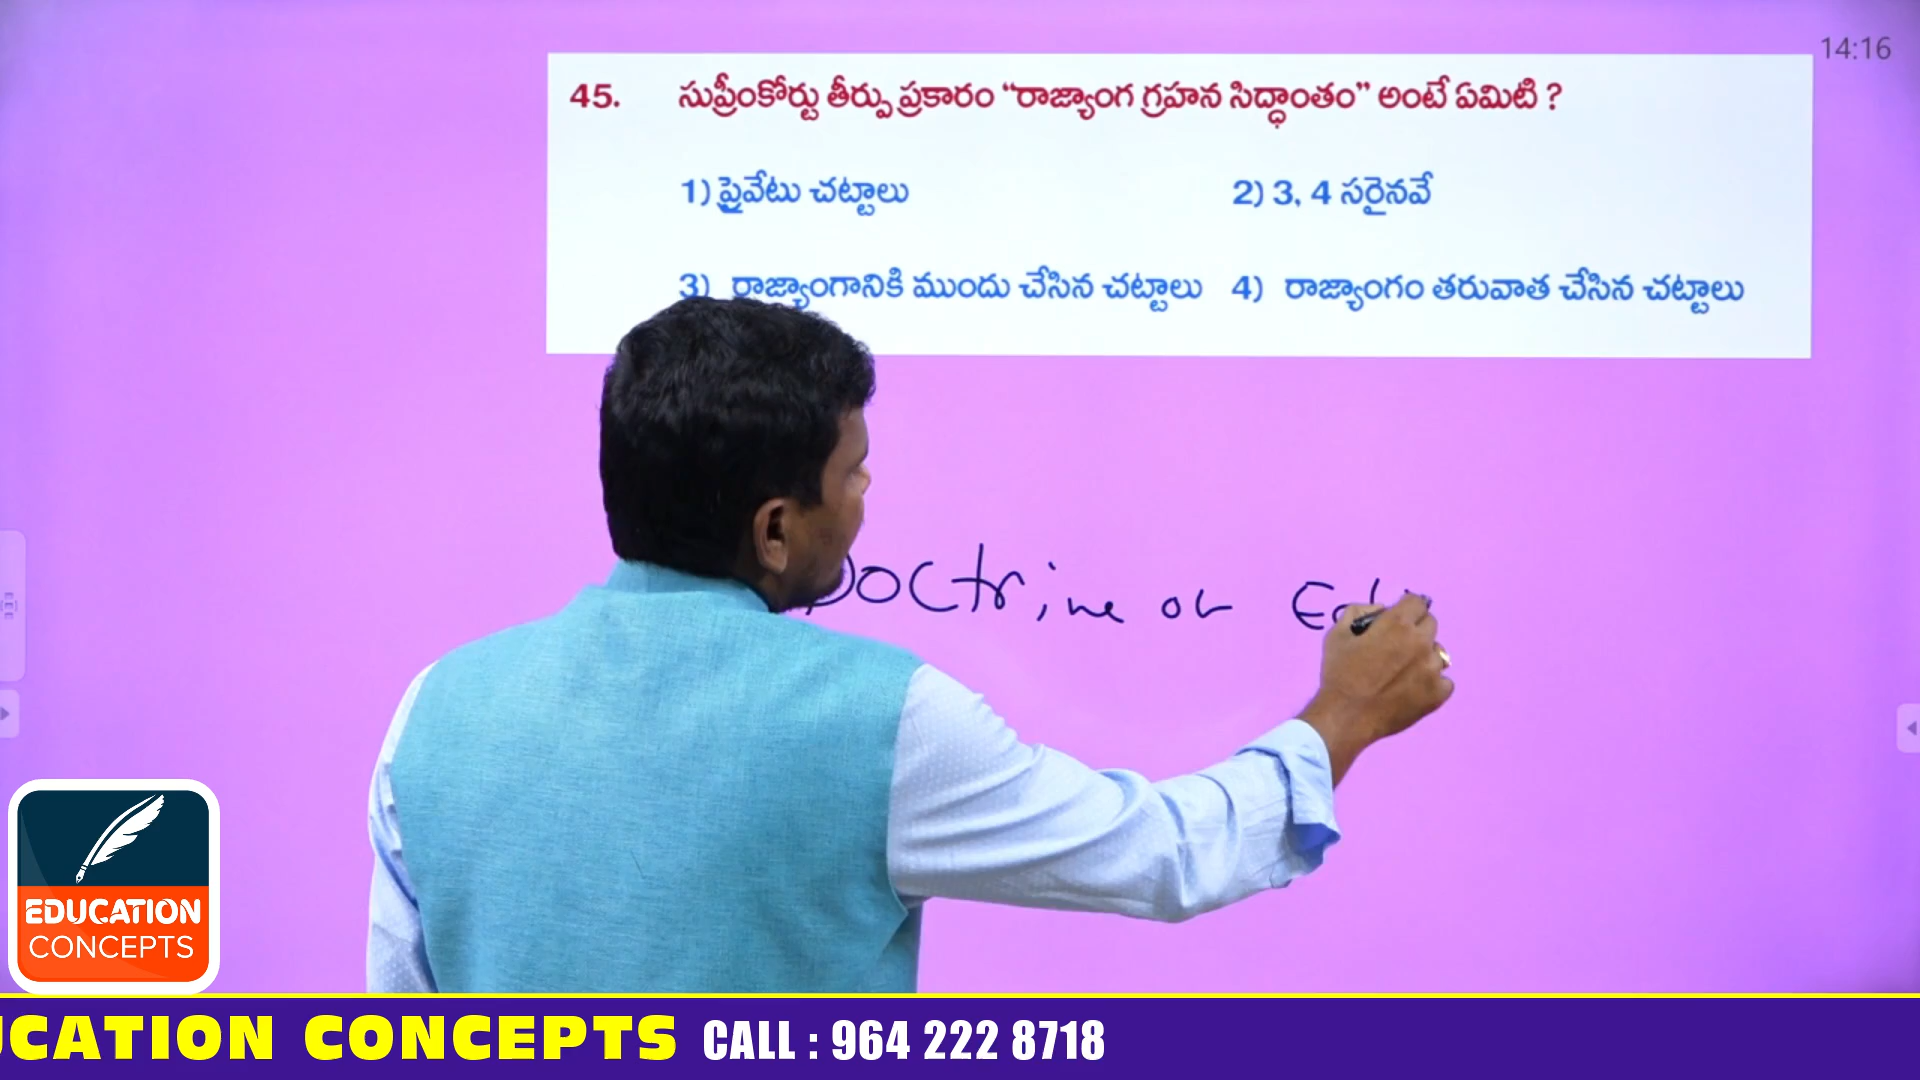 14:16
45. సుప్రీంకోర్టు తీర్పు ప్రకారం “రాజ్యాంగ గ్రహన సిద్ధాంతం” అంటే ఏమిటి ?
1) ప్రైవేటు చట్టాలు 2) 3, 4 సరైనవే
3) రాజ్యాంగానికి ముందు చేసిన చట్టాలు 4) రాజ్యాంగం తరువాత చేసిన చట్టాలు
Doctrine of
EDUCATION
CONCEPTS
UCATION CONCEPTS CALL : 964 222 8718